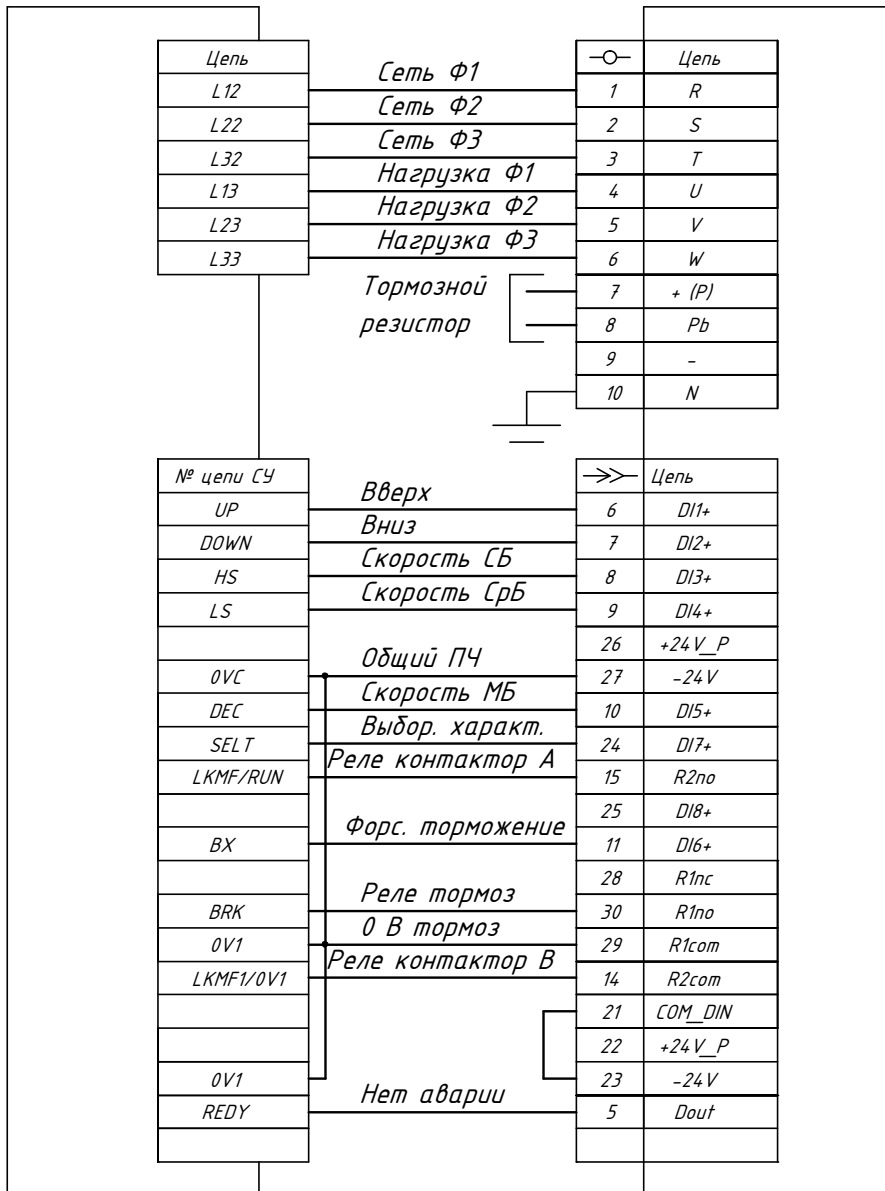 Цепь Цепь
L12 Сеть Ф1 1 R
L22 Сеть Ф2 2 S
L32 Сеть Ф3 3 T
L13 Нагрузка Ф1 4 U
L23 Нагрузка Ф2 5 V
L33 Нагрузка Ф3 6 W
Тормозной 7 + (P)
резистор 8 Pb
9 -
10 N
№ цепи СУ Цепь
UP Вверх 6 DI1+
DOWN Вниз 7 DI2+
HS Скорость СБ 8 DI3+
LS Скорость СрБ 9 DI4+
26 +24V_P
0VC Общий ПЧ 27 -24V
DEC Скорость МБ 10 DI5+
SELT Выбор. характ. 24 DI7+
LKMF/RUN Реле контактор А 15 R2no
25 DI8+
BX Форс. торможение 11 DI6+
28 R1nc
BRK Реле тормоз 30 R1no
0V1 0 В тормоз 29 R1com
LKMF1/0V1 Реле контактор В 14 R2com
21 COM_DIN
22 +24V_P
0V1 23 -24V
REDY Нет аварии 5 Dout